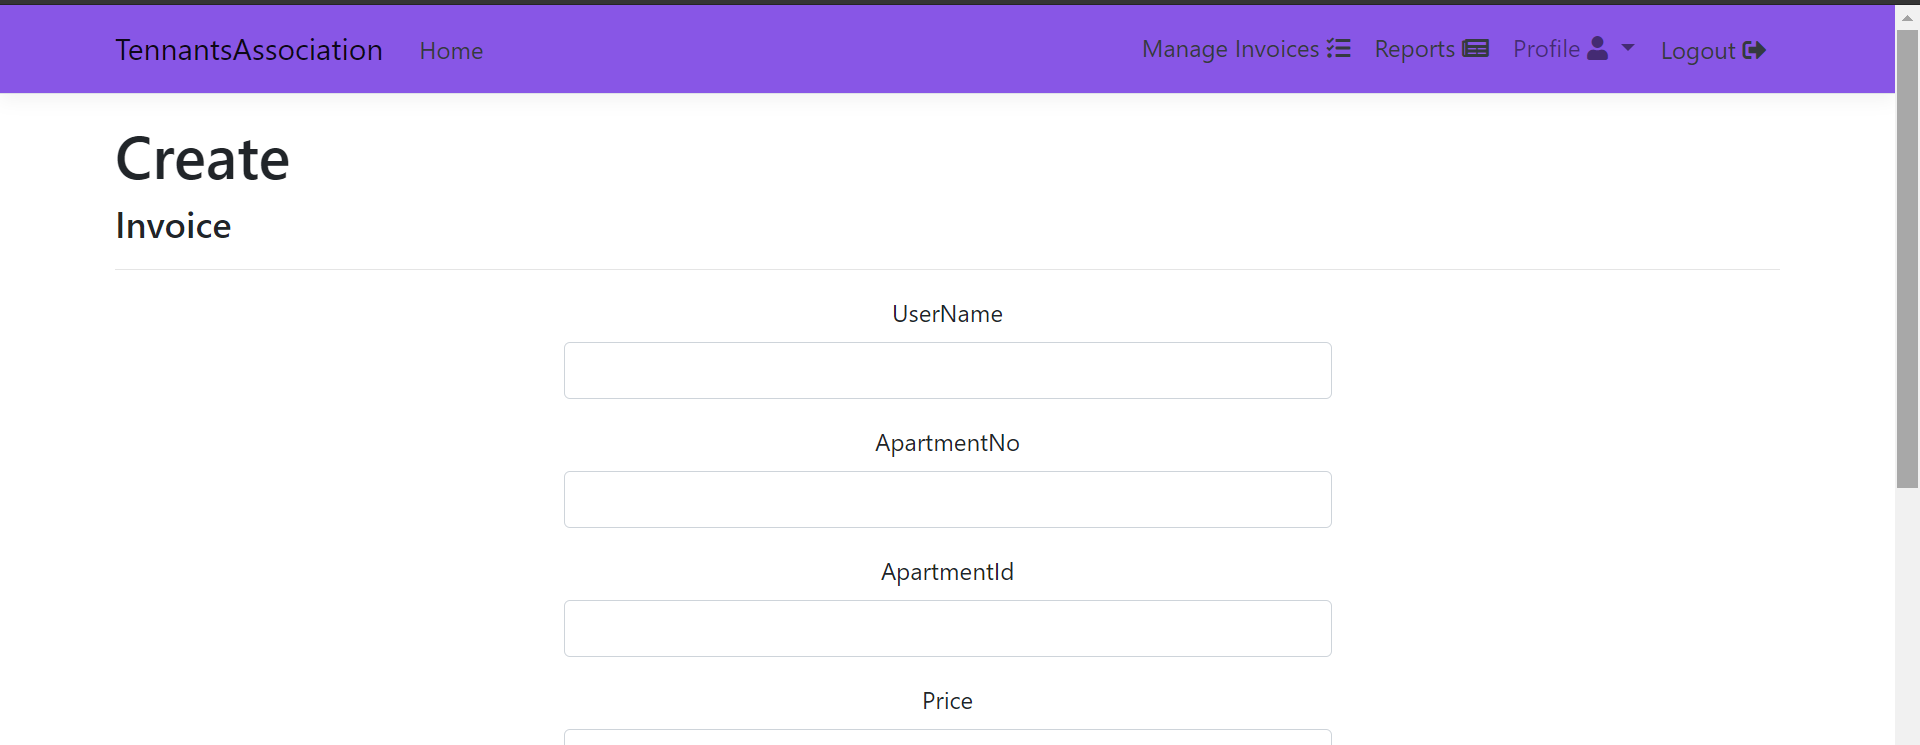 TennantsAssociation Home Manage Invoices Reports Profile Logout
Create
Invoice
UserName
ApartmentNo
ApartmentId
Price